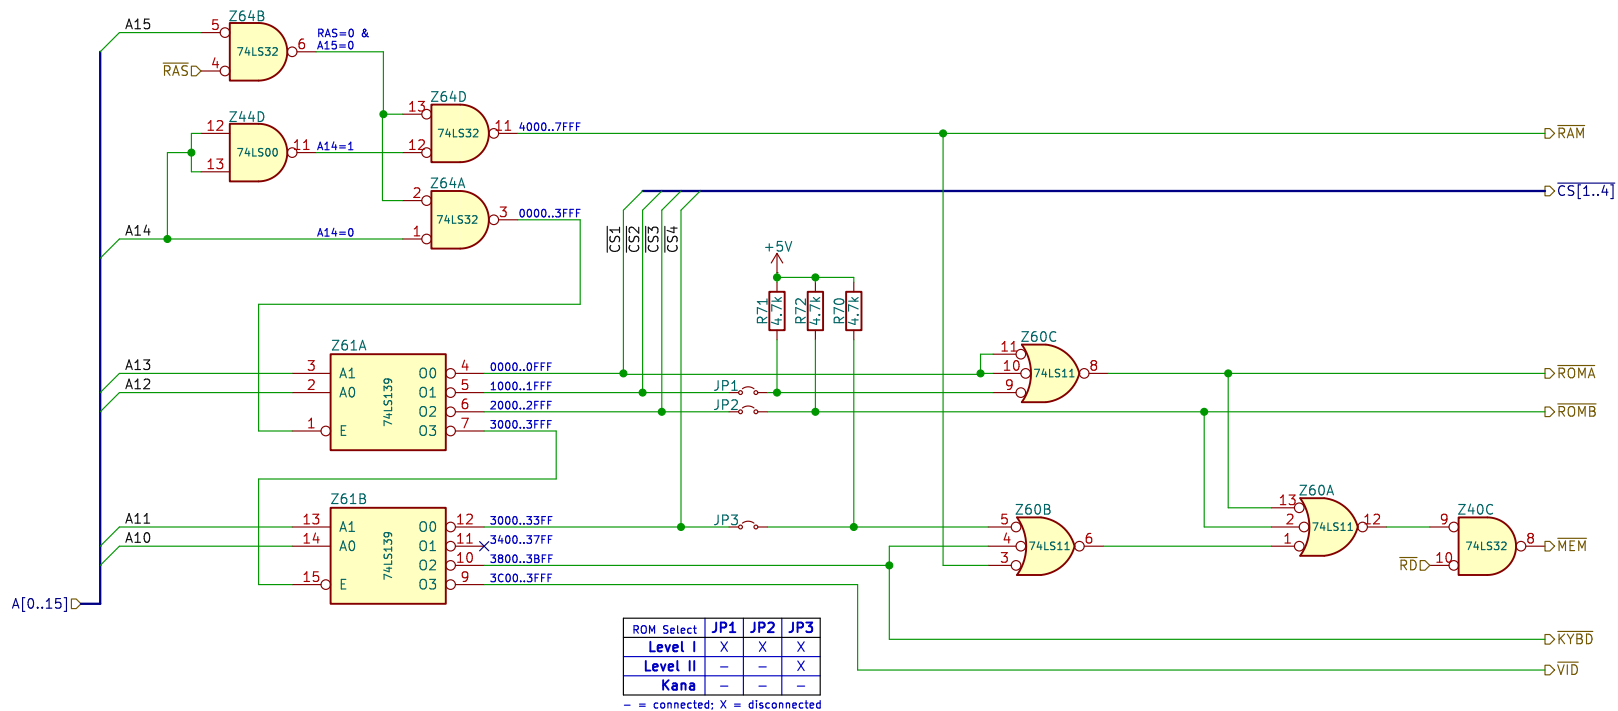 Z64B
A15
5
74LS32
6
RAS=0 &
A15=0
RAS
4
Z64D
13
74LS32
11
4000..7FFF
RAM
12
Z44D
12
74LS00
11
A14=1
13
Z64A
2
74LS32
3
0000..3FFF
CS[1..4]
A14
A14=0
1
CS1
CS2
CS3
CS4
+5V
R71
4.7k
R72
4.7k
R70
4.7k
Z61A
A13
3
A1
O0
4
0000..0FFF
A12
2
A0
O1
5
1000..1FFF
JP1
74LS139
O2
6
2000..2FFF
JP2
1
E
O3
7
3000..3FFF
Z60C
11
10
74LS11
8
9
ROMA
ROMB
Z61B
A11
13
A1
O0
12
3000..33FF
JP3
A10
14
A0
O1
11
3400..37FF
74LS139
O2
10
3800..3BFF
15
E
O3
9
3C00..3FFF
Z60B
5
4
74LS11
6
3
Z60A
13
2
74LS11
12
1
Z40C
9
74LS32
8
MEM
RD
10
A[0..15]
KYBD
VID
ROM Select JP1 JP2 JP3
Level I X X X
Level II – – X
Kana – – –
– = connected; X = disconnected